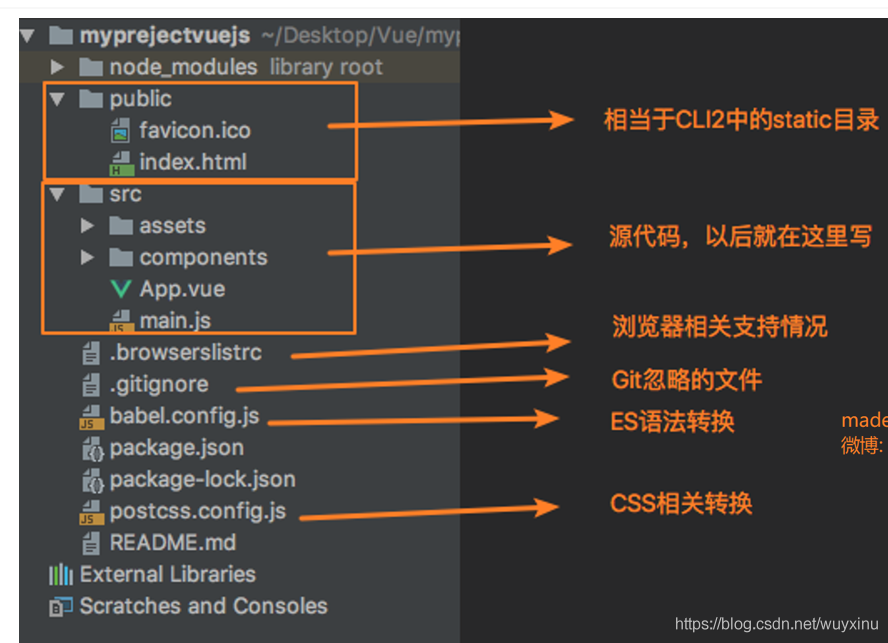 myprejectvuejs ~/Desktop/Vue/myp
node_modules library root
public
favicon.ico
index.html
相当于CLI2中的static目录
src
assets
components
App.vue
main.js
源代码，以后就在这里写
.browserslistrc
浏览器相关支持情况
.gitignore
Git忽略的文件
babel.config.js
ES语法转换
made
微博:
package.json
package-lock.json
postcss.config.js
CSS相关转换
README.md
External Libraries
Scratches and Consoles
https://blog.csdn.net/wuyxinu